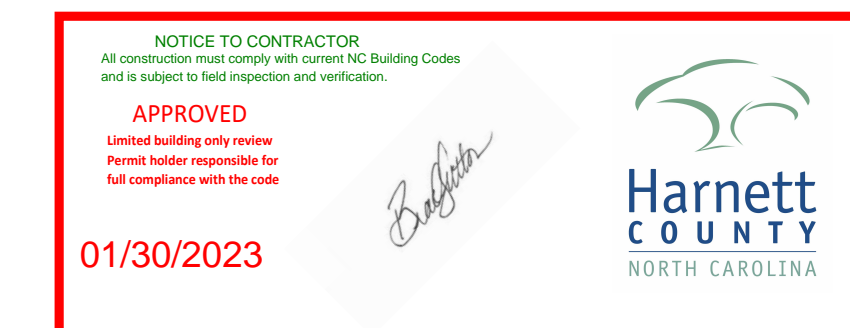 NOTICE TO CONTRACTOR
All construction must comply with current NC Building Codes
and is subject to field inspection and verification.
APPROVED
Limited building only review
Permit holder responsible for
full compliance with the code
01/30/2023
Brad Sutton
Harnett
COUNTY
NORTH CAROLINA